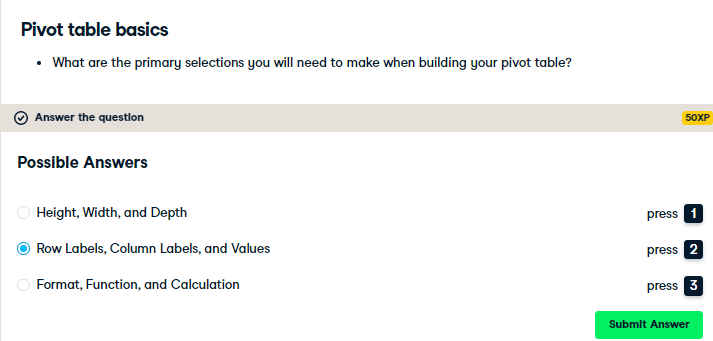 Pivot table basics
• What are the primary selections you will need to make when building your pivot table?
Answer the question 50XP
Possible Answers
Height, Width, and Depth press 1
Row Labels, Column Labels, and Values press 2
Format, Function, and Calculation press 3
Submit Answer